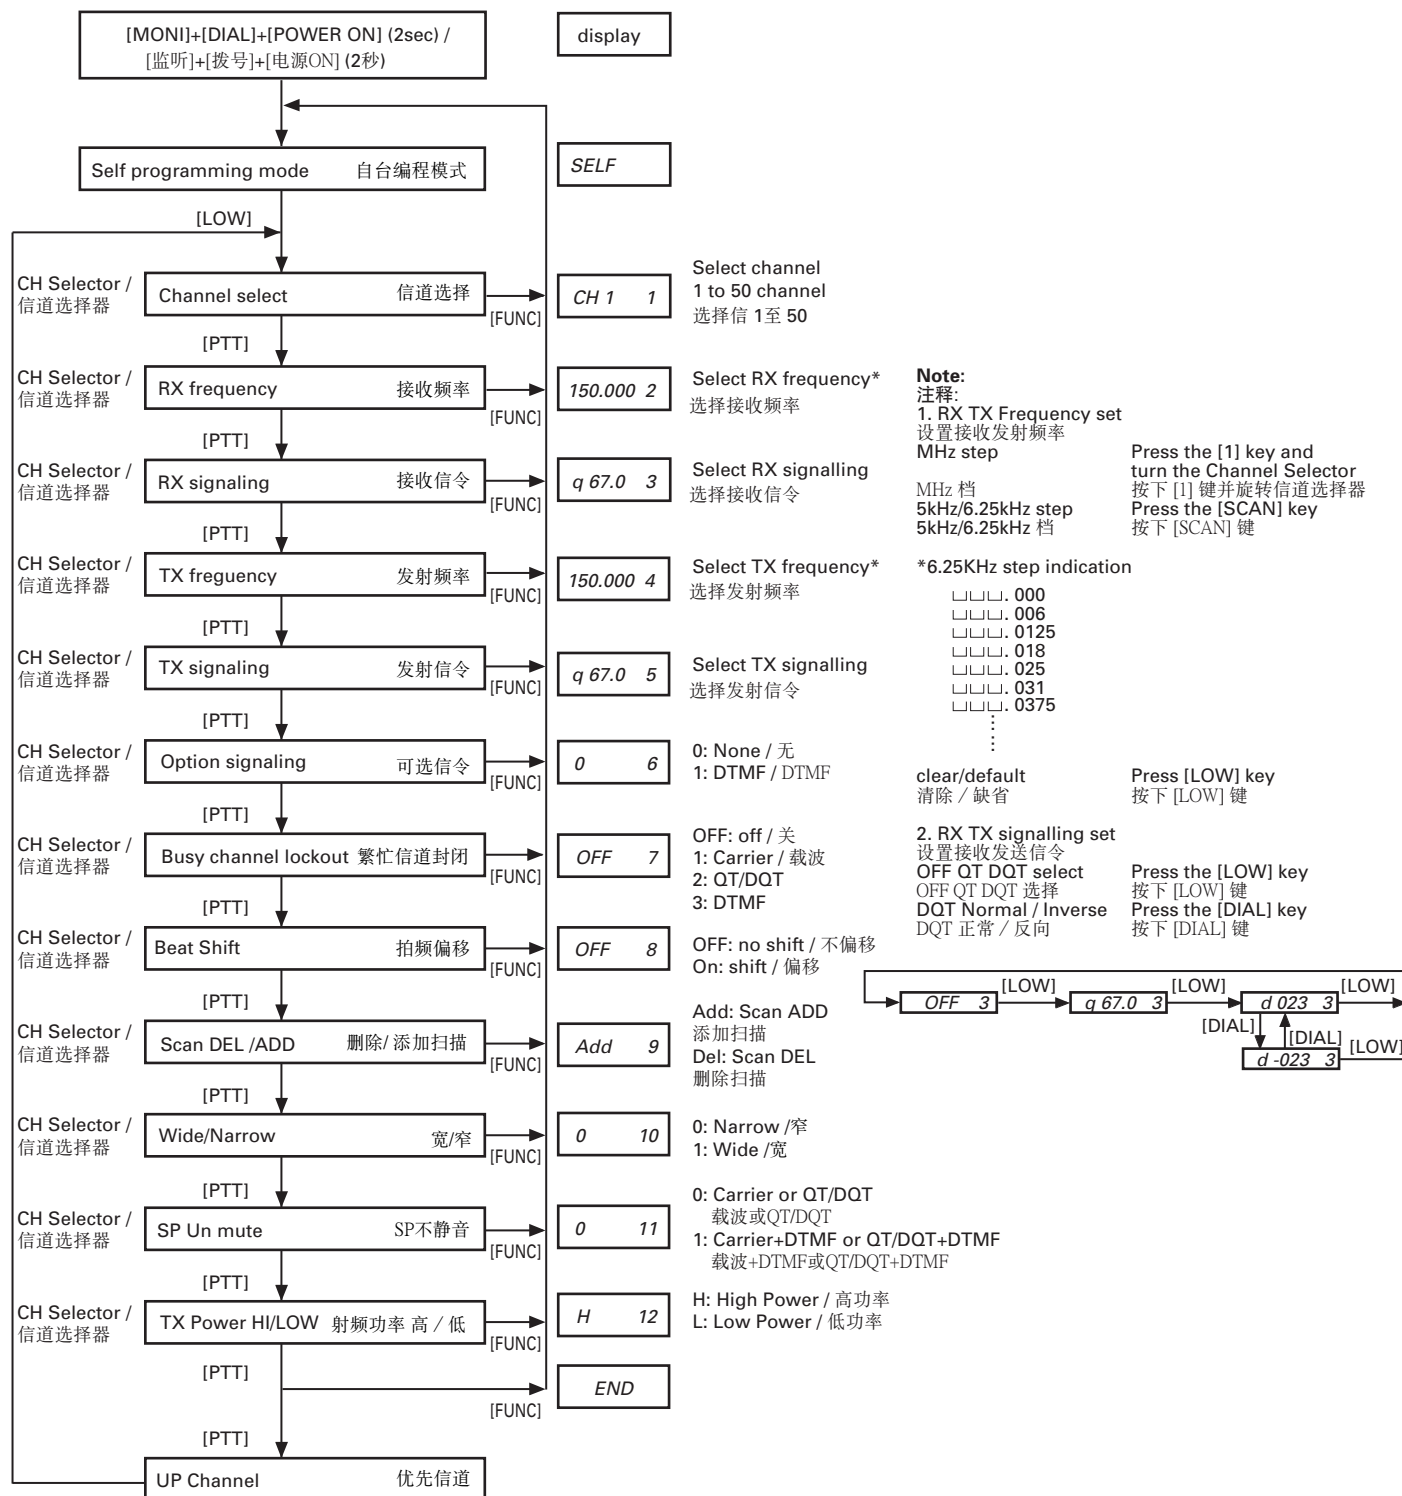 [MONI]+[DIAL]+[POWER ON] (2sec) /
[监听]+[拨号]+[电源ON] (2秒)
display
Self programming mode 自台编程模式
SELF
[LOW]
CH Selector /
信道选择器
Channel select 信道选择
[FUNC]
CH 1 1
Select channel
1 to 50 channel
选择信 1至 50
[PTT]
CH Selector /
信道选择器
RX frequency 接收频率
[FUNC]
150.000 2
Select RX frequency*
选择接收频率
[PTT]
CH Selector /
信道选择器
RX signaling 接收信令
[FUNC]
q 67.0 3
Select RX signalling
选择接收信令
[PTT]
CH Selector /
信道选择器
TX freguency 发射频率
[FUNC]
150.000 4
Select TX frequency*
选择发射频率
[PTT]
CH Selector /
信道选择器
TX signaling 发射信令
[FUNC]
q 67.0 5
Select TX signalling
选择发射信令
[PTT]
CH Selector /
信道选择器
Option signaling 可选信令
[FUNC]
0 6
0: None / 无
1: DTMF / DTMF
[PTT]
CH Selector /
信道选择器
Busy channel lockout 繁忙信道封闭
[FUNC]
OFF 7
OFF: off / 关
1: Carrier / 载波
2: QT/DQT
3: DTMF
[PTT]
CH Selector /
信道选择器
Beat Shift 拍频偏移
[FUNC]
OFF 8
OFF: no shift / 不偏移
On: shift / 偏移
[PTT]
CH Selector /
信道选择器
Scan DEL /ADD 删除/ 添加扫描
[FUNC]
Add 9
Add: Scan ADD
添加扫描
Del: Scan DEL
删除扫描
[PTT]
CH Selector /
信道选择器
Wide/Narrow 宽/窄
[FUNC]
0 10
0: Narrow /窄
1: Wide /宽
[PTT]
CH Selector /
信道选择器
SP Un mute SP不静音
[FUNC]
0 11
0: Carrier or QT/DQT
载波或QT/DQT
1: Carrier+DTMF or QT/DQT+DTMF
载波+DTMF或QT/DQT+DTMF
[PTT]
CH Selector /
信道选择器
TX Power HI/LOW 射频功率 高 / 低
[FUNC]
H 12
H: High Power / 高功率
L: Low Power / 低功率
[PTT]
[FUNC]
END
[PTT]
UP Channel 优先信道
Note:
注释:
1. RX TX Frequency set
设置接收发射频率
MHz step Press the [1] key and
turn the Channel Selector
MHz 档 按下 [1] 键并旋转信道选择器
5kHz/6.25kHz step Press the [SCAN] key
5kHz/6.25kHz 档 按下 [SCAN] 键
*6.25KHz step indication
␣␣␣. 000
␣␣␣. 006
␣␣␣. 0125
␣␣␣. 018
␣␣␣. 025
␣␣␣. 031
␣␣␣. 0375
clear/default Press [LOW] key
清除 / 缺省 按下 [LOW] 键
2. RX TX signalling set
设置接收发送信令
OFF QT DQT select Press the [LOW] key
OFF QT DQT 选择 按下 [LOW] 键
DQT Normal / Inverse Press the [DIAL] key
DQT 正常 / 反向 按下 [DIAL] 键
OFF 3 [LOW] q 67.0 3 [LOW] d 023 3 [LOW]
[DIAL] [DIAL]
d -023 3 [LOW]